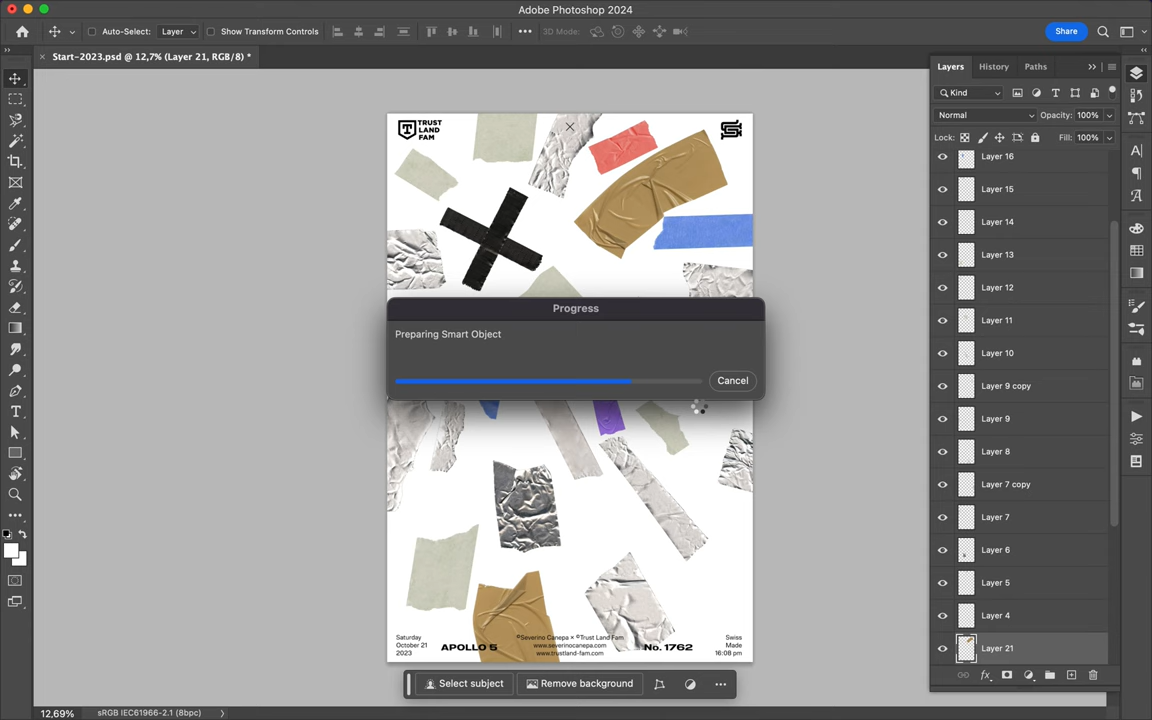 Adobe Photoshop 2024
Auto-Select:
Layer
Show Transform Controls
3D Mode:
Share
Start-2023.psd @ 12,7% (Layer 21, RGB/8) *
Layers
History
Paths
Kind
Normal
Opacity:
100%
Lock:
Fill:
100%
Layer 16
Layer 15
Layer 14
Layer 13
Layer 12
Layer 11
Layer 10
Layer 9 copy
Layer 9
Layer 8
Layer 7 copy
Layer 7
Layer 6
Layer 5
Layer 4
Layer 21
TRUST
LAND
FAM
Progress
Preparing Smart Object
Cancel
Saturday
October 21
2023
APOLLO 5
©Severino Canepa × ©Trust Land Fam
www.severinocanepa.com
www.trustland-fam.com
No. 1762
Swiss
Made
16:08 pm
Select subject
Remove background
12,69%
sRGB IEC61966-2.1 (8bpc)